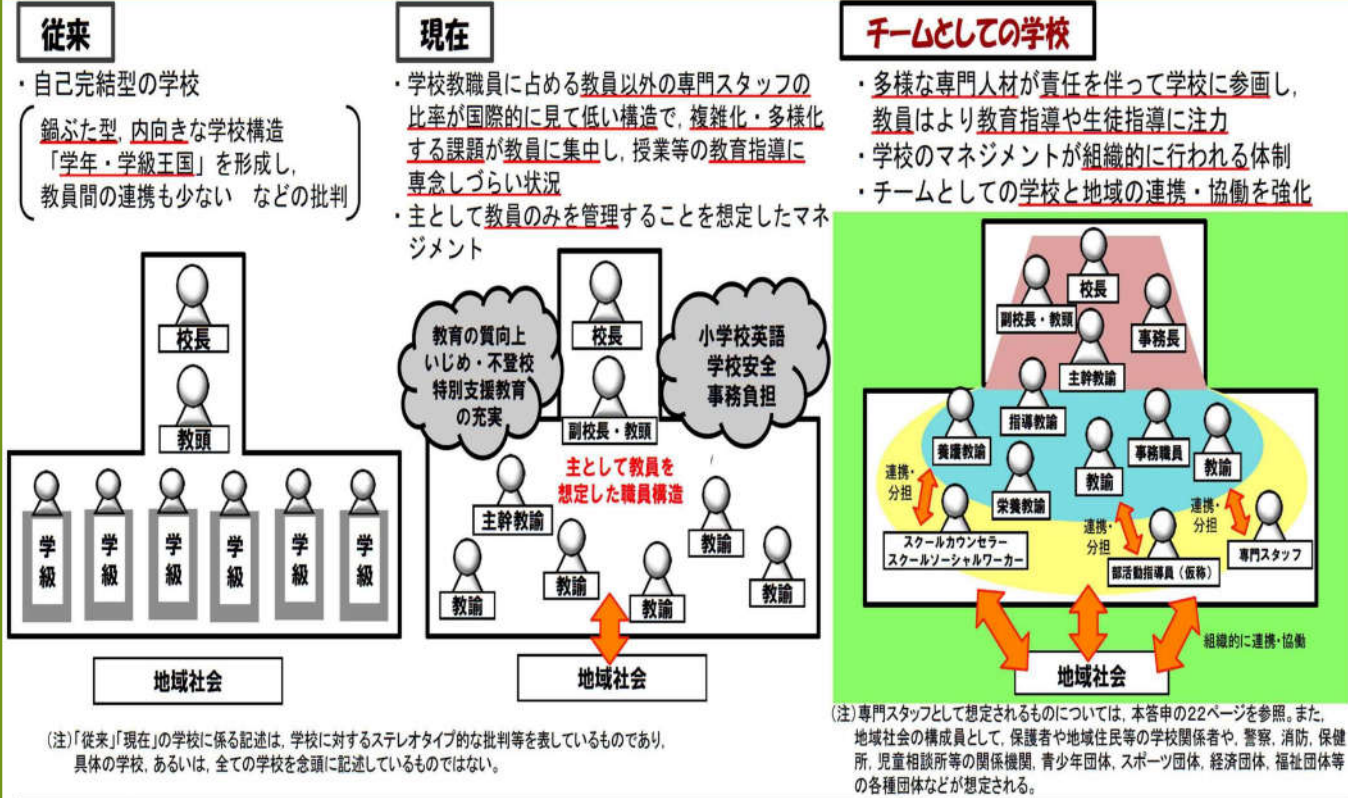 従来
・自己完結型の学校
鍋ぶた型, 内向きな学校構造
「学年・学級王国」を形成し,
教員間の連携も少ない　などの批判
校長
教頭
学級
学級
学級
学級
学級
学級
地域社会
(注)「従来」「現在」の学校に係る記述は, 学校に対するステレオタイプ的な批判等を表しているものであり,
具体の学校, あるいは, 全ての学校を念頭に記述しているものではない。
現在
・学校教職員に占める教員以外の専門スタッフの
比率が国際的に見て低い構造で, 複雑化・多様化
する課題が教員に集中し, 授業等の教育指導に
専念しづらい状況
・主として教員のみを管理することを想定したマネ
ジメント
教育の質向上
いじめ・不登校
特別支援教育
の充実
校長
小学校英語
学校安全
事務負担
副校長・教頭
主として教員を
想定した職員構造
主幹教諭
教諭
教諭
教諭
教諭
教諭
地域社会
チームとしての学校
・多様な専門人材が責任を伴って学校に参画し,
教員はより教育指導や生徒指導に注力
・学校のマネジメントが組織的に行われる体制
・チームとしての学校と地域の連携・協働を強化
校長
副校長・教頭
事務長
主幹教諭
指導教諭
養護教諭
事務職員
教諭
教諭
栄養教諭
連携・
分担
連携・
分担
連携・
分担
スクールカウンセラー
スクールソーシャルワーカー
部活動指導員（仮称）
専門スタッフ
組織的に連携・協働
地域社会
(注)専門スタッフとして想定されるものについては, 本答申の22ページを参照。また,
地域社会の構成員として, 保護者や地域住民等の学校関係者や, 警察, 消防, 保健
所, 児童相談所等の関係機関, 青少年団体, スポーツ団体, 経済団体, 福祉団体等
の各種団体などが想定される。